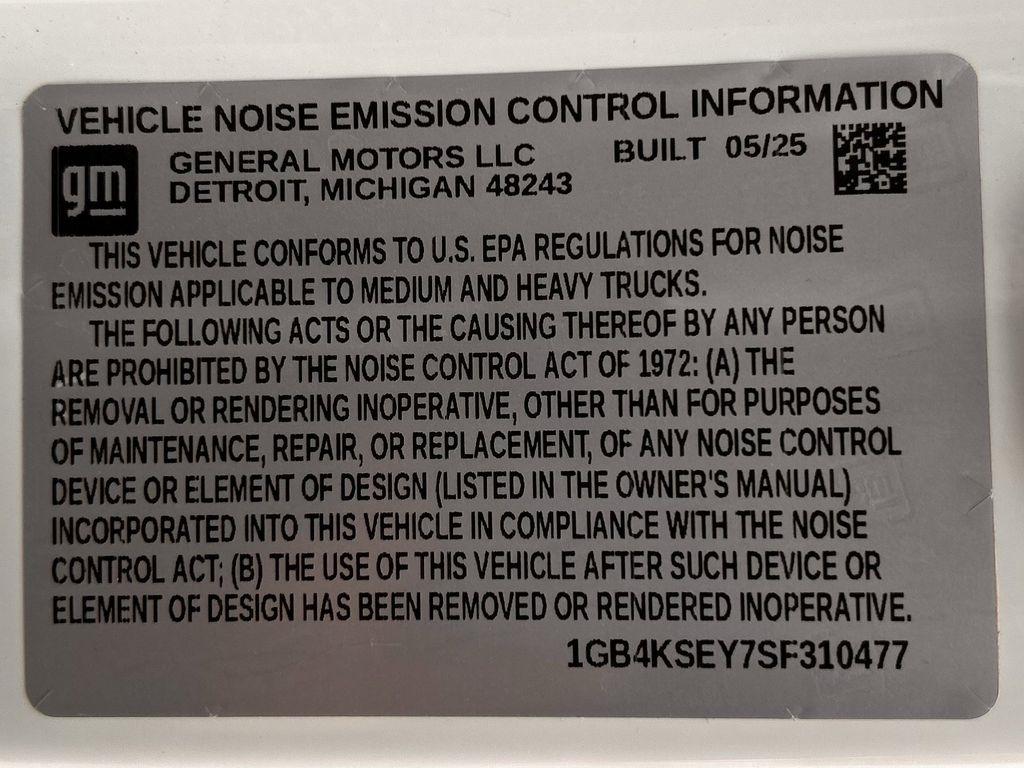 VEHICLE NOISE EMISSION CONTROL INFORMATION
gm
GENERAL MOTORS LLC BUILT 05/25
DETROIT, MICHIGAN 48243
THIS VEHICLE CONFORMS TO U.S. EPA REGULATIONS FOR NOISE
EMISSION APPLICABLE TO MEDIUM AND HEAVY TRUCKS.
THE FOLLOWING ACTS OR THE CAUSING THEREOF BY ANY PERSON
ARE PROHIBITED BY THE NOISE CONTROL ACT OF 1972: (A) THE
REMOVAL OR RENDERING INOPERATIVE, OTHER THAN FOR PURPOSES
OF MAINTENANCE, REPAIR, OR REPLACEMENT, OF ANY NOISE CONTROL
DEVICE OR ELEMENT OF DESIGN (LISTED IN THE OWNER'S MANUAL)
INCORPORATED INTO THIS VEHICLE IN COMPLIANCE WITH THE NOISE
CONTROL ACT; (B) THE USE OF THIS VEHICLE AFTER SUCH DEVICE OR
ELEMENT OF DESIGN HAS BEEN REMOVED OR RENDERED INOPERATIVE.
1GB4KSEY7SF310477